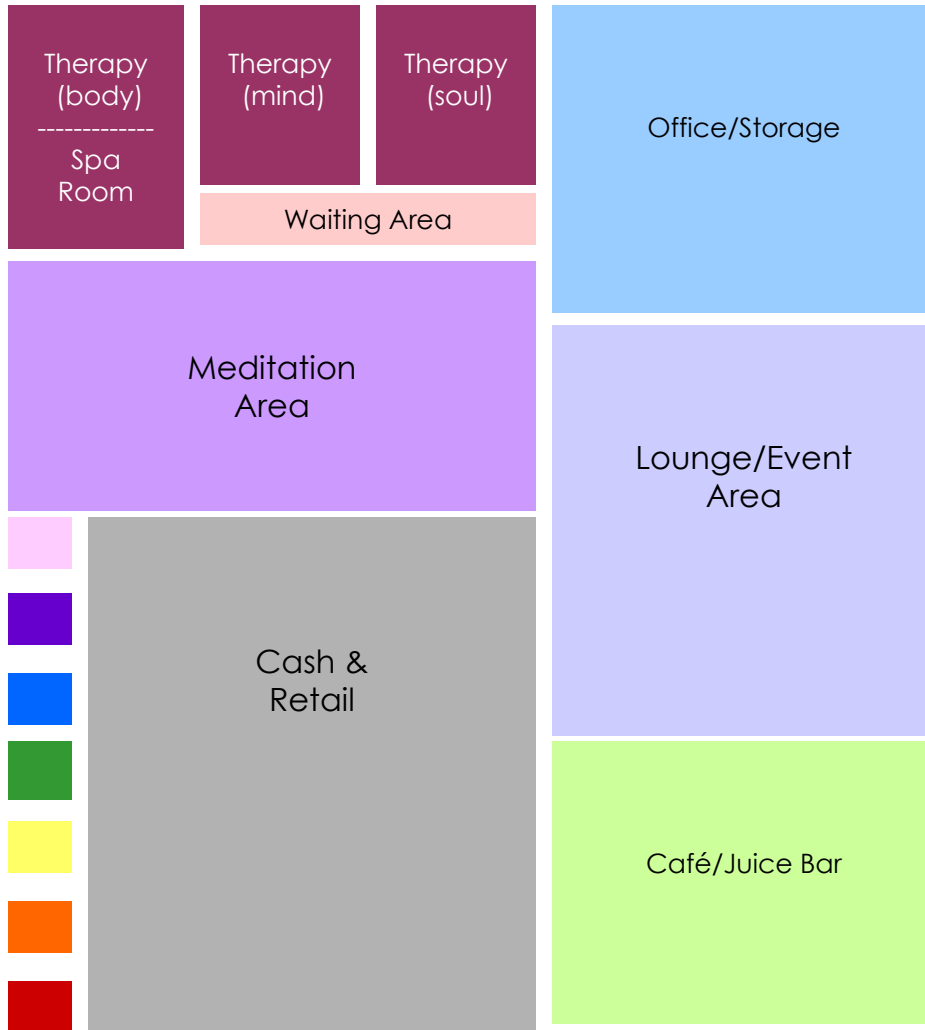 Therapy
(body)
-------------
Spa
Room
Therapy
(mind)
Therapy
(soul)
Waiting Area
Office/Storage
Meditation
Area
Lounge/Event
Area
Cash &
Retail
Café/Juice Bar